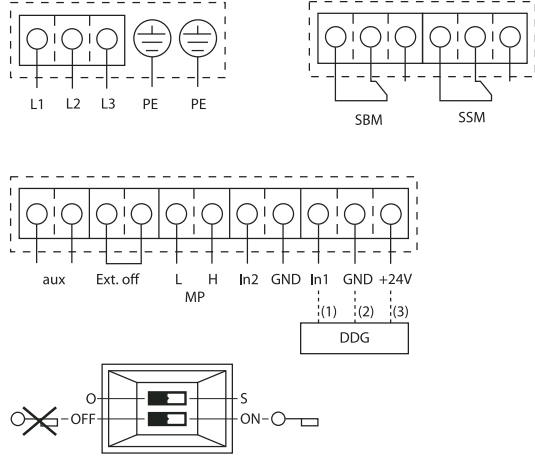 L1 L2 L3 PE PE
SBM SSM
aux Ext. off L H In2 GND In1 GND +24V
MP
(1) (2) (3)
DDG
O S
OFF ON